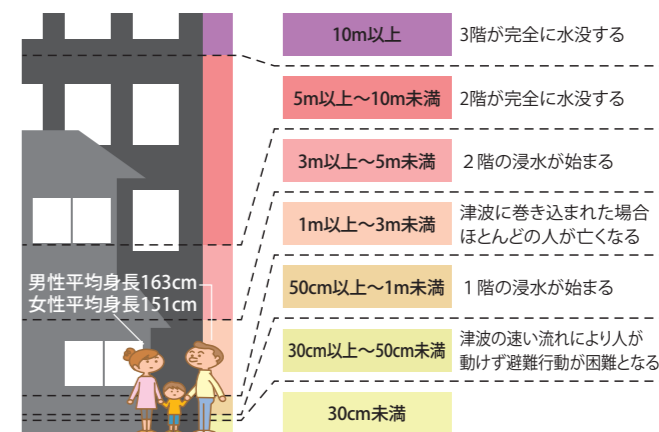 10m以上 3階が完全に水没する
5m以上～10m未満 2階が完全に水没する
3m以上～5m未満 2階の浸水が始まる
1m以上～3m未満 津波に巻き込まれた場合
ほとんどの人が亡くなる
男性平均身長163cm
女性平均身長151cm
50cm以上～1m未満 1階の浸水が始まる
30cm以上～50cm未満 津波の速い流れにより人が
動けず避難行動が困難となる
30cm未満